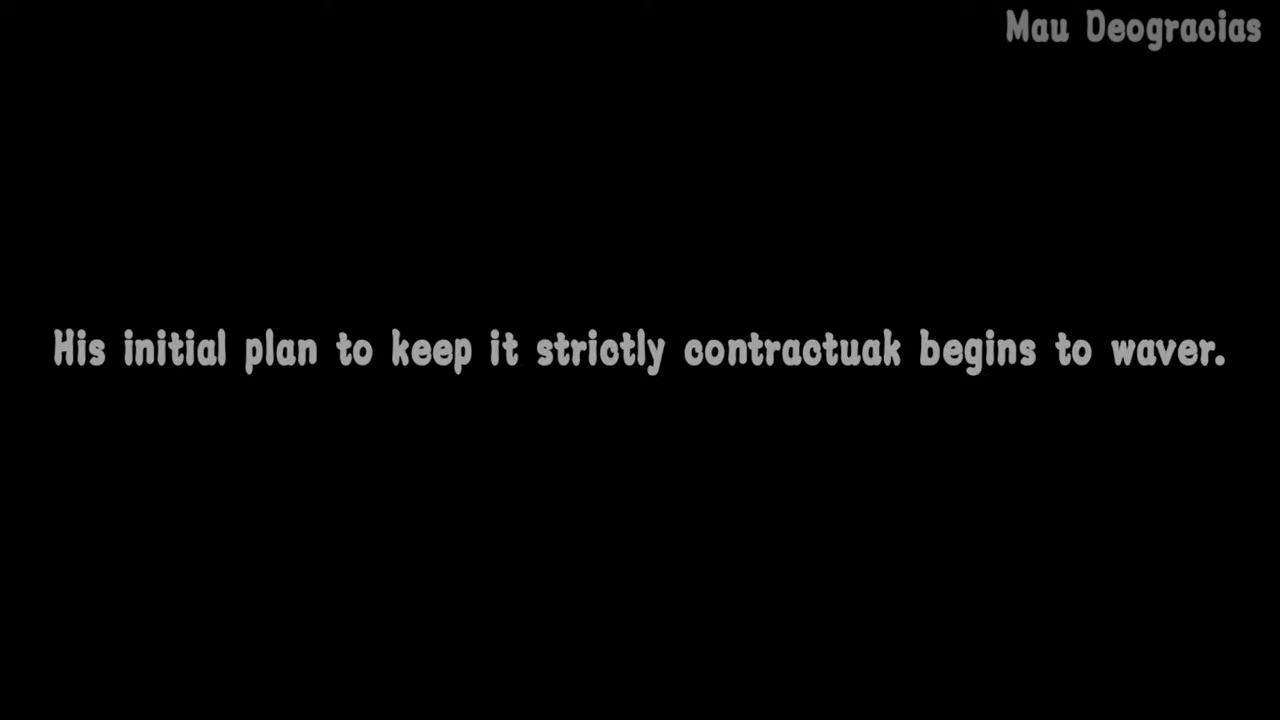 Mau Deogracias
His initial plan to keep it strictly contractuak begins to waver.